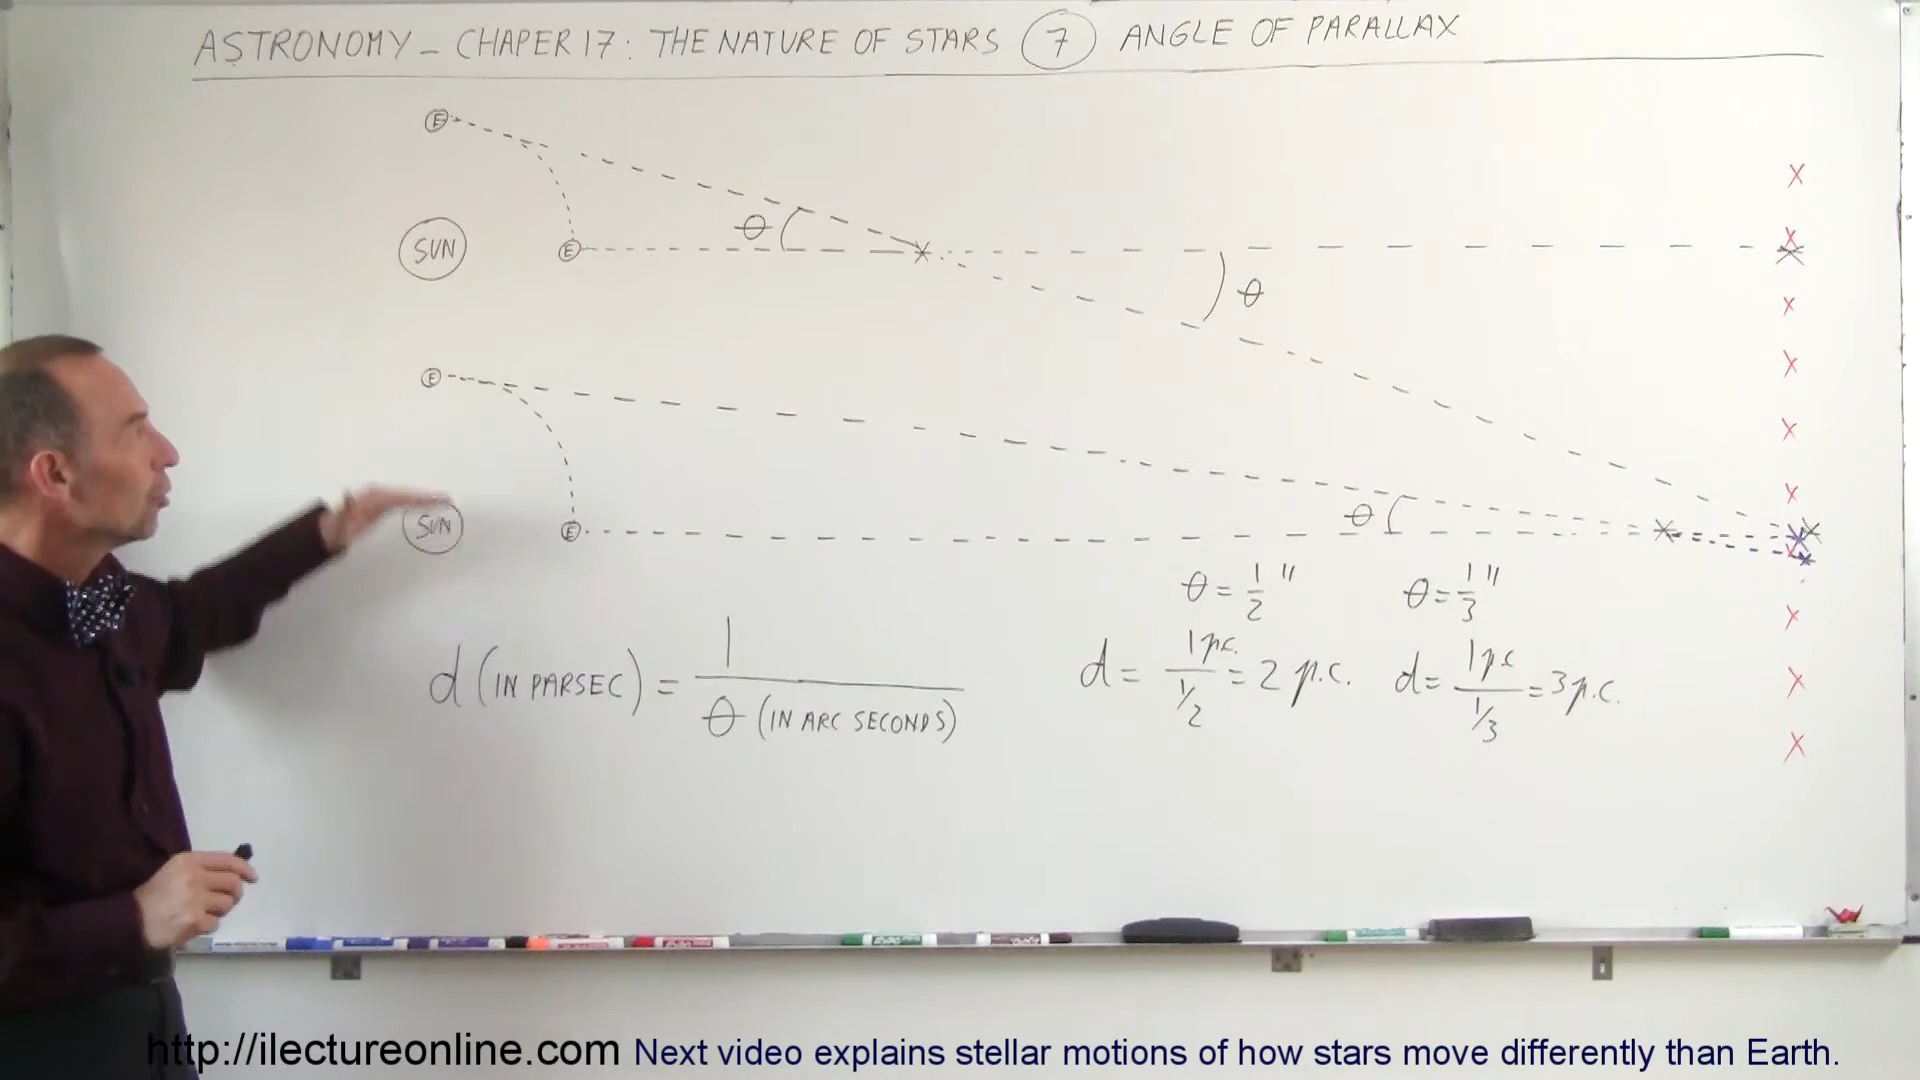 ASTRONOMY - CHAPER 17: THE NATURE OF STARS 7 ANGLE OF PARALLAX
E
θ
SUN
E
θ
E
θ
SUN
E
θ = 1/2 "
θ = 1/3 "
d (IN PARSEC) = 1 / θ (IN ARC SECONDS)
d = 1 p.c. / 1/2 = 2 p.c.
d = 1 p.c / 1/3 = 3 p.c.
http://ilectureonline.com Next video explains stellar motions of how stars move differently than Earth.